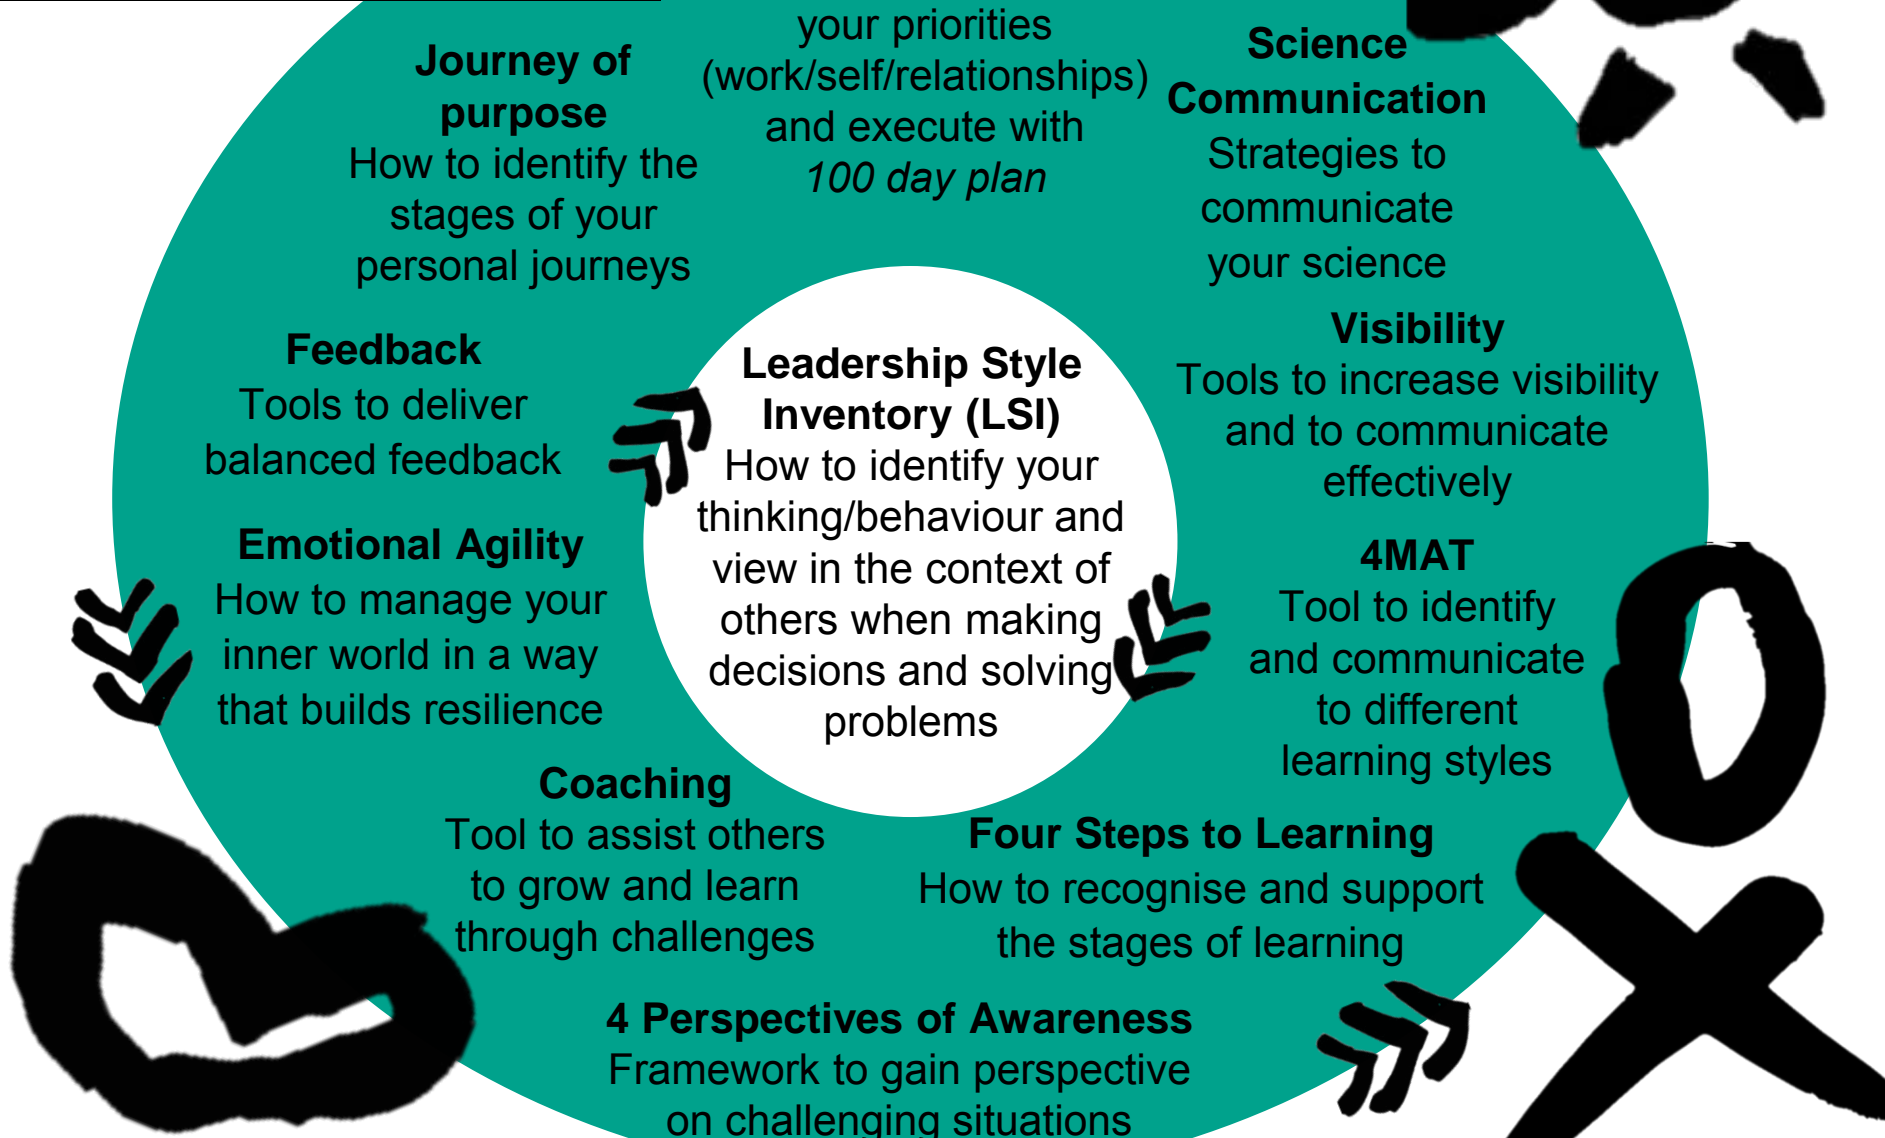 your priorities
(work/self/relationships)
and execute with
100 day plan
Journey of
purpose
How to identify the
stages of your
personal journeys
Science
Communication
Strategies to
communicate
your science
Feedback
Tools to deliver
balanced feedback
Leadership Style
Inventory (LSI)
How to identify your
thinking/behaviour and
view in the context of
others when making
decisions and solving
problems
Visibility
Tools to increase visibility
and to communicate
effectively
Emotional Agility
How to manage your
inner world in a way
that builds resilience
4MAT
Tool to identify
and communicate
to different
learning styles
Coaching
Tool to assist others
to grow and learn
through challenges
Four Steps to Learning
How to recognise and support
the stages of learning
4 Perspectives of Awareness
Framework to gain perspective
on challenging situations